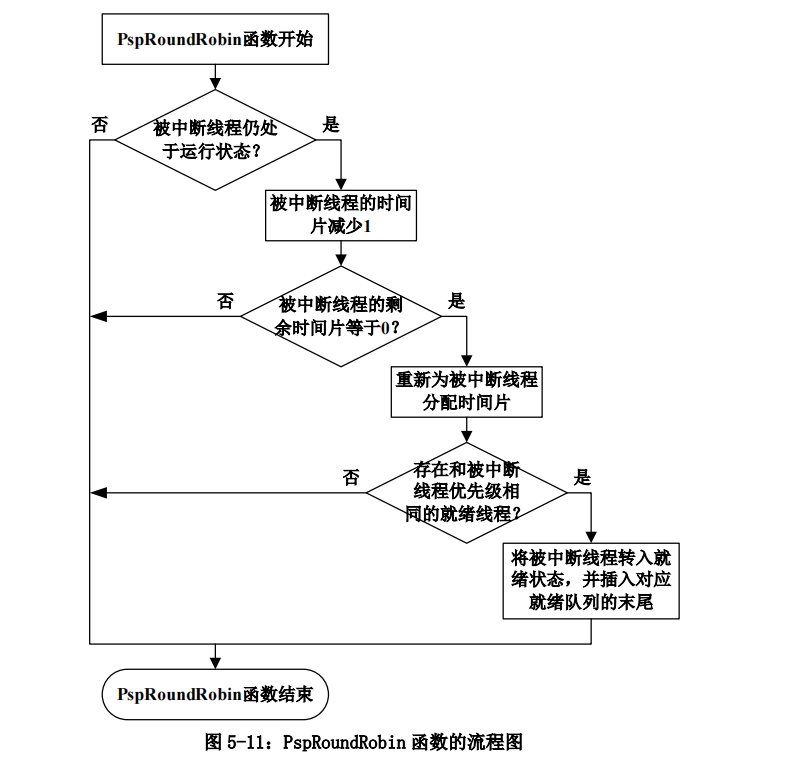 PspRoundRobin函数开始
否
是
被中断线程仍处
于运行状态？
被中断线程的时间
片减少1
否
是
被中断线程的剩
余时间片等于0？
重新为被中断线程
分配时间片
否
是
存在和被中断
线程优先级相
同的就绪线程？
将被中断线程转入就
绪状态，并插入对应
就绪队列的末尾
PspRoundRobin函数结束
图 5-11：PspRoundRobin 函数的流程图